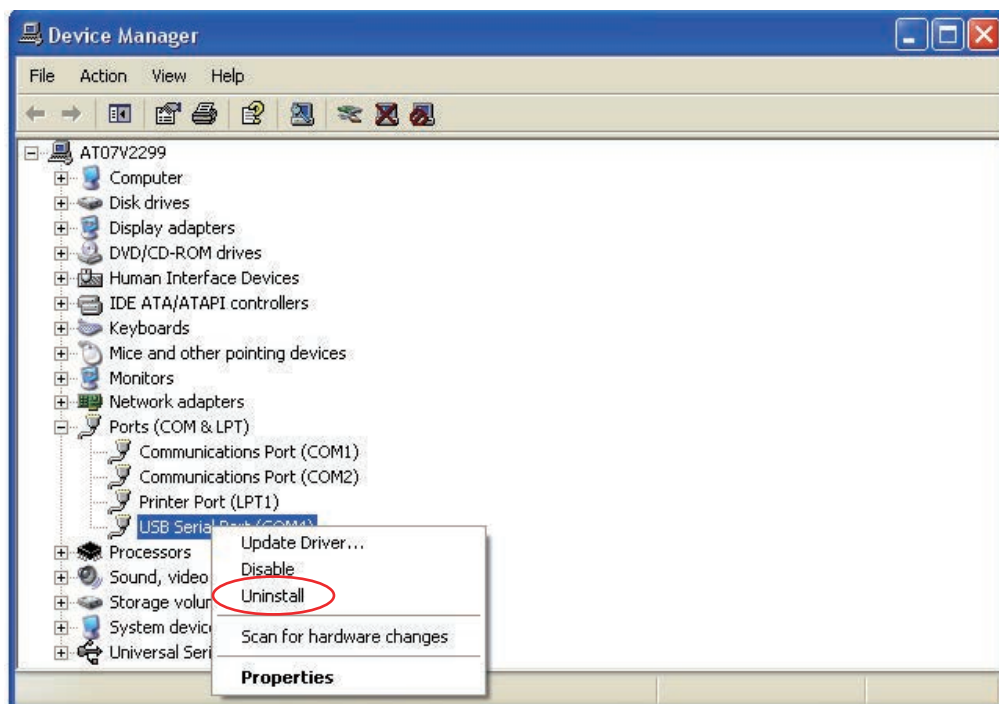 Device Manager
File Action View Help
AT07V2299
Computer
Disk drives
Display adapters
DVD/CD-ROM drives
Human Interface Devices
IDE ATA/ATAPI controllers
Keyboards
Mice and other pointing devices
Monitors
Network adapters
Ports (COM & LPT)
Communications Port (COM1)
Communications Port (COM2)
Printer Port (LPT1)
USB Serial Port (COM4)
Processors
Sound, video
Storage
System
Universal
Update Driver...
Disable
Uninstall
Scan for hardware changes
Properties